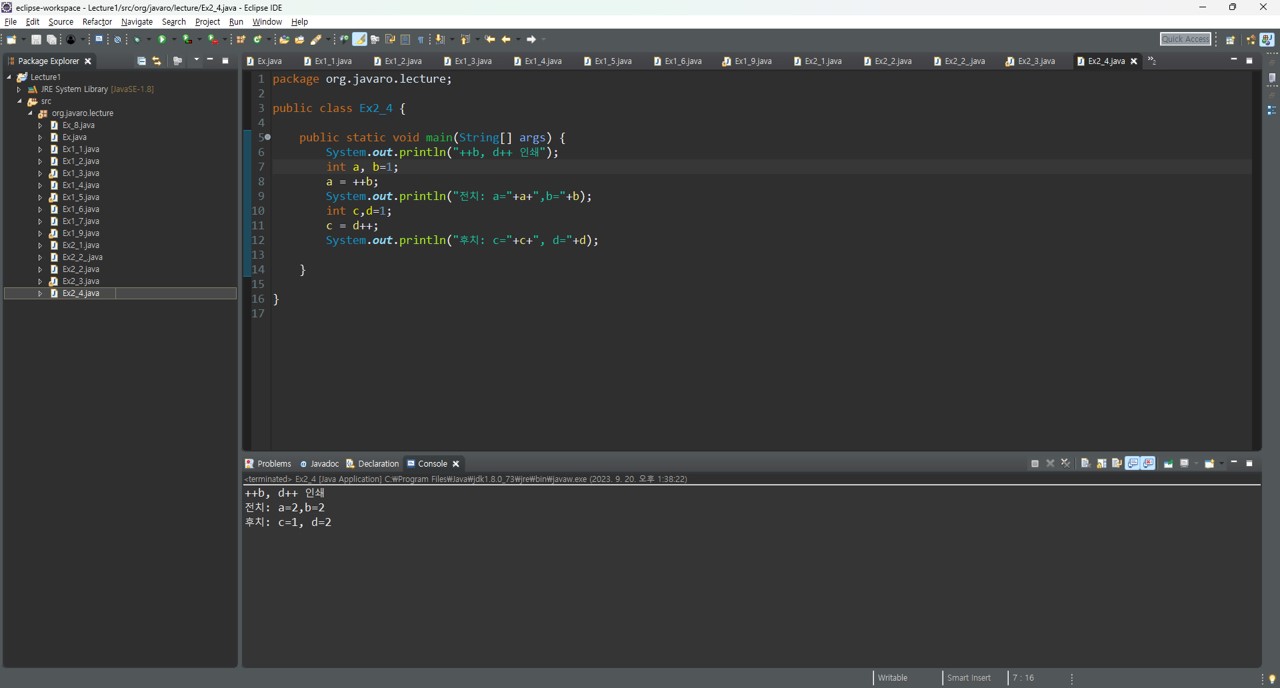 eclipse-workspace - Lecture1/src/org/javaro/lecture/Ex2_4.java - Eclipse IDE
File Edit Source Refactor Navigate Search Project Run Window Help
Quick Access
Package Explorer
Ex.java Ex1_1.java Ex1_2.java Ex1_3.java Ex1_4.java Ex1_5.java Ex1_6.java Ex1_9.java Ex2_1.java Ex2_2.java Ex2_2_.java Ex2_3.java Ex2_4.java
Lecture1
JRE System Library [JavaSE-1.8]
src
org.javaro.lecture
Ex_8.java
Ex.java
Ex1_1.java
Ex1_2.java
Ex1_3.java
Ex1_4.java
Ex1_5.java
Ex1_6.java
Ex1_7.java
Ex1_9.java
Ex2_1.java
Ex2_2_.java
Ex2_2.java
Ex2_3.java
Ex2_4.java
1 package org.javaro.lecture;
2
3 public class Ex2_4 {
4
5 public static void main(String[] args) {
6 System.out.println("++b, d++ 인쇄");
7 int a, b=1;
8 a = ++b;
9 System.out.println("전치: a="+a+",b="+b);
10 int c,d=1;
11 c = d++;
12 System.out.println("후치: c="+c+", d="+d);
13
14 }
15
16 }
17
Problems Javadoc Declaration Console
<terminated> Ex2_4 [Java Application] C:₩Program Files₩Java₩jdk1.8.0_73₩jre₩bin₩javaw.exe (2023. 9. 20. 오후 1:38:22)
++b, d++ 인쇄
전치: a=2,b=2
후치: c=1, d=2
Writable Smart Insert 7 : 16